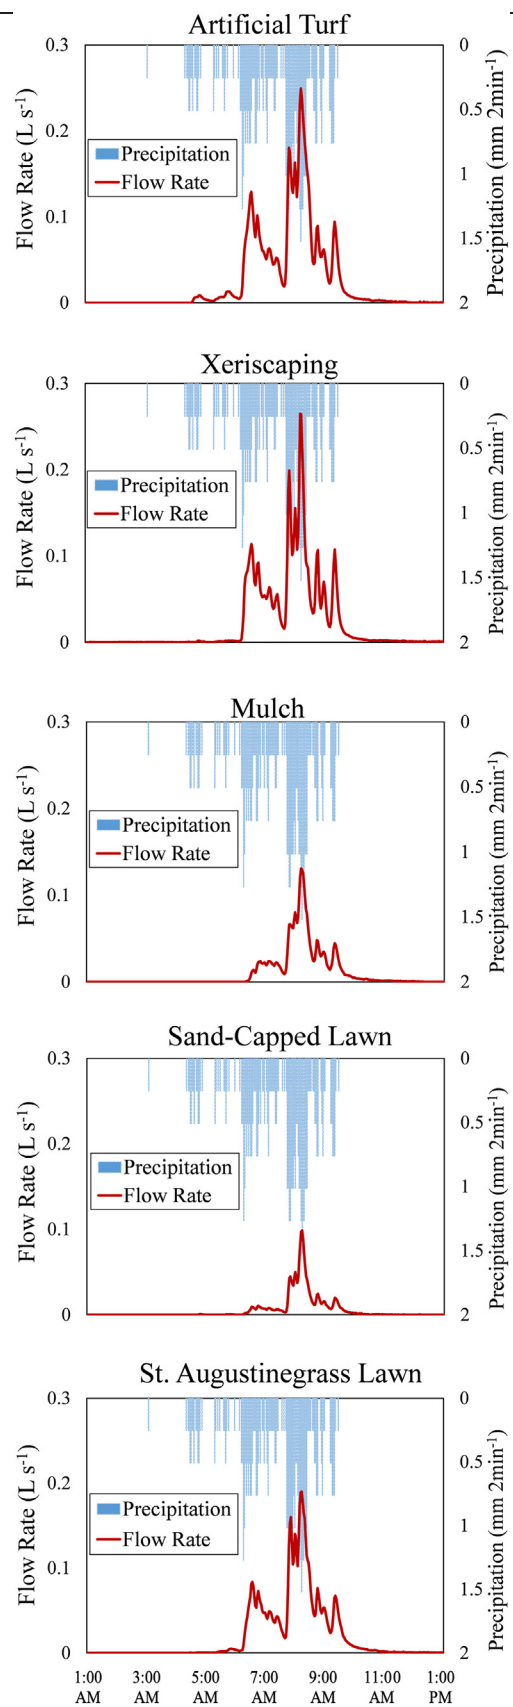 Artificial Turf
0.3
0.2
0.1
0
Flow Rate (L s-1)
Precipitation
Flow Rate
0
0.5
1
1.5
2
Precipitation (mm 2min-1)
Xeriscaping
0.3
0.2
0.1
0
Flow Rate (L s-1)
Precipitation
Flow Rate
0
0.5
1
1.5
2
Precipitation (mm 2min-1)
Mulch
0.3
0.2
0.1
0
Flow Rate (L s-1)
Precipitation
Flow Rate
0
0.5
1
1.5
2
Precipitation (mm 2min-1)
Sand-Capped Lawn
0.3
0.2
0.1
0
Flow Rate (L s-1)
Precipitation
Flow Rate
0
0.5
1
1.5
2
Precipitation (mm 2min-1)
St. Augustinegrass Lawn
0.3
0.2
0.1
0
Flow Rate (L s-1)
Precipitation
Flow Rate
0
0.5
1
1.5
2
Precipitation (mm 2min-1)
1:00 3:00 5:00 7:00 9:00 11:00 1:00
AM AM AM AM AM AM PM